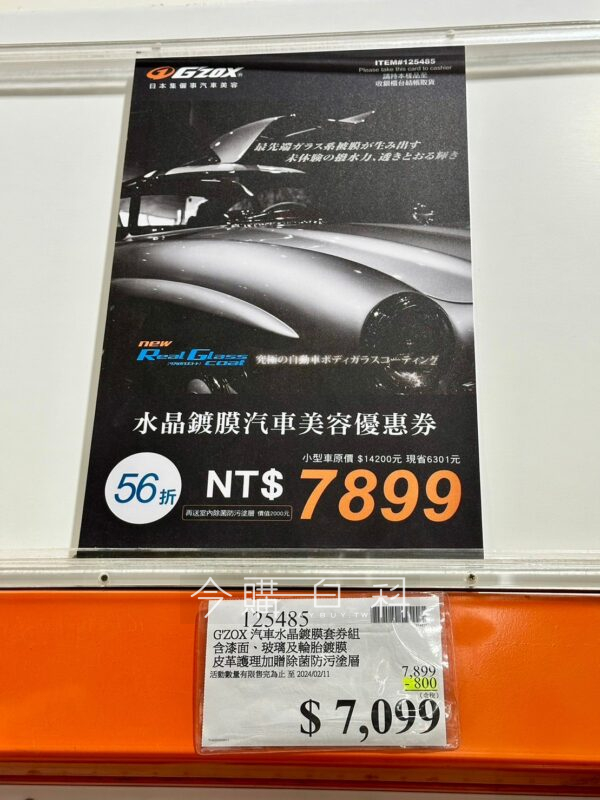 G'ZOX®
日本集儷事汽車美容
ITEM#125485
Please take this card to cashier
請持本樣品至
收銀櫃台結帳取貨
最先端ガラス系被膜が生み出す
未体験の撥水力、透きとおる輝き
new
Real Glass
coat
究極の自動車ボディガラスコーティング
水晶鍍膜汽車美容優惠券
小型車原價 $14200元 現省6301元
56折
NT$ 7899
再送室內除菌防污塗層 價值2000元
今購百科
125485
G'ZOX 汽車水晶鍍膜套券組
含漆面、玻璃及輪胎鍍膜
皮革護理加贈除菌防污塗層
活動數量有限售完為止 至 2024/02/11
7,899
-800
(含稅)
$ 7,099